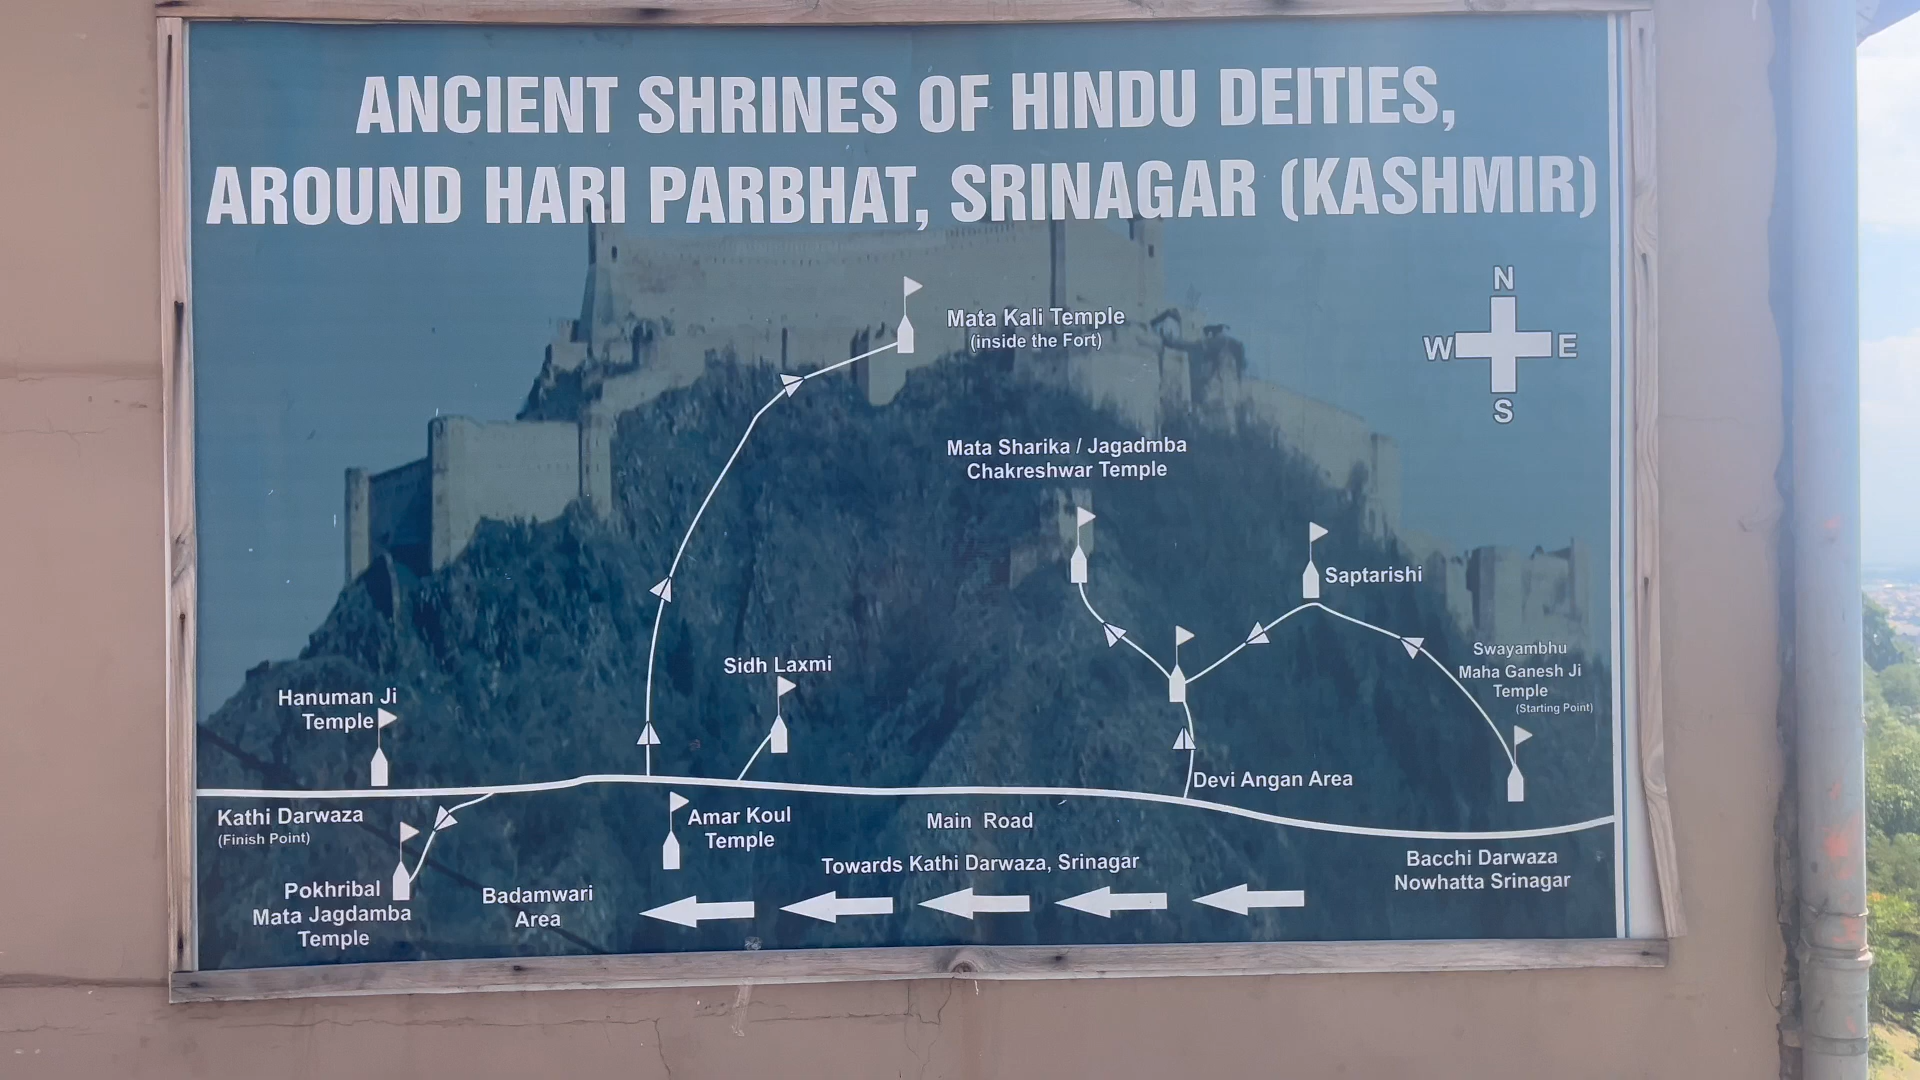 ANCIENT SHRINES OF HINDU DEITIES,
AROUND HARI PARBHAT, SRINAGAR (KASHMIR)
N
W E
S
Mata Kali Temple
(inside the Fort)
Mata Sharika / Jagadmba
Chakreshwar Temple
Saptarishi
Swayambhu
Maha Ganesh Ji
Temple
(Starting Point)
Sidh Laxmi
Hanuman Ji
Temple
Devi Angan Area
Kathi Darwaza
(Finish Point)
Amar Koul
Temple
Main Road
Towards Kathi Darwaza, Srinagar
Bacchi Darwaza
Nowhatta Srinagar
Pokhribal
Mata Jagdamba
Temple
Badamwari
Area